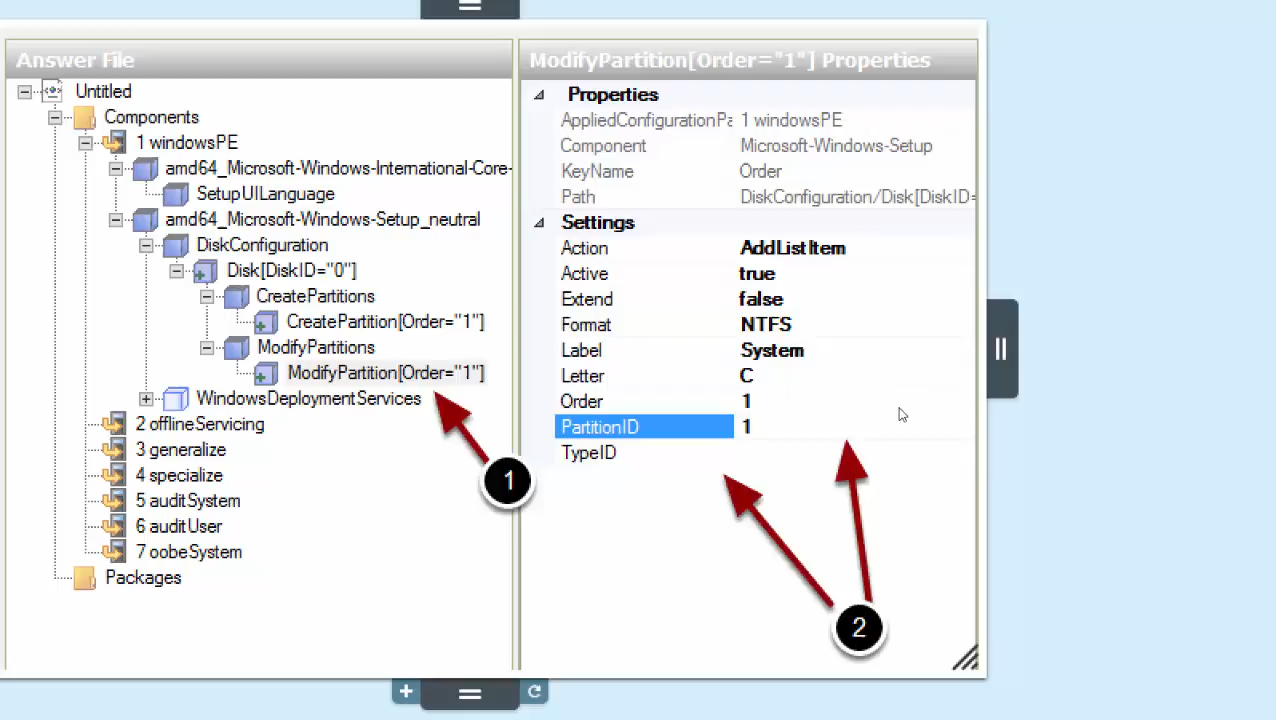 Answer File
Untitled
Components
1 windowsPE
amd64_Microsoft-Windows-International-Core-
SetupUILanguage
amd64_Microsoft-Windows-Setup_neutral
DiskConfiguration
Disk[DiskID="0"]
CreatePartitions
CreatePartition[Order="1"]
ModifyPartitions
ModifyPartition[Order="1"]
WindowsDeploymentServices
2 offlineServicing
3 generalize
4 specialize
5 auditSystem
6 auditUser
7 oobeSystem
Packages
1
ModifyPartition[Order="1"] Properties
Properties
AppliedConfigurationPa 1 windowsPE
Component Microsoft-Windows-Setup
KeyName Order
Path DiskConfiguration/Disk[DiskID=
Settings
Action AddListItem
Active true
Extend false
Format NTFS
Label System
Letter C
Order 1
PartitionID 1
TypeID
2